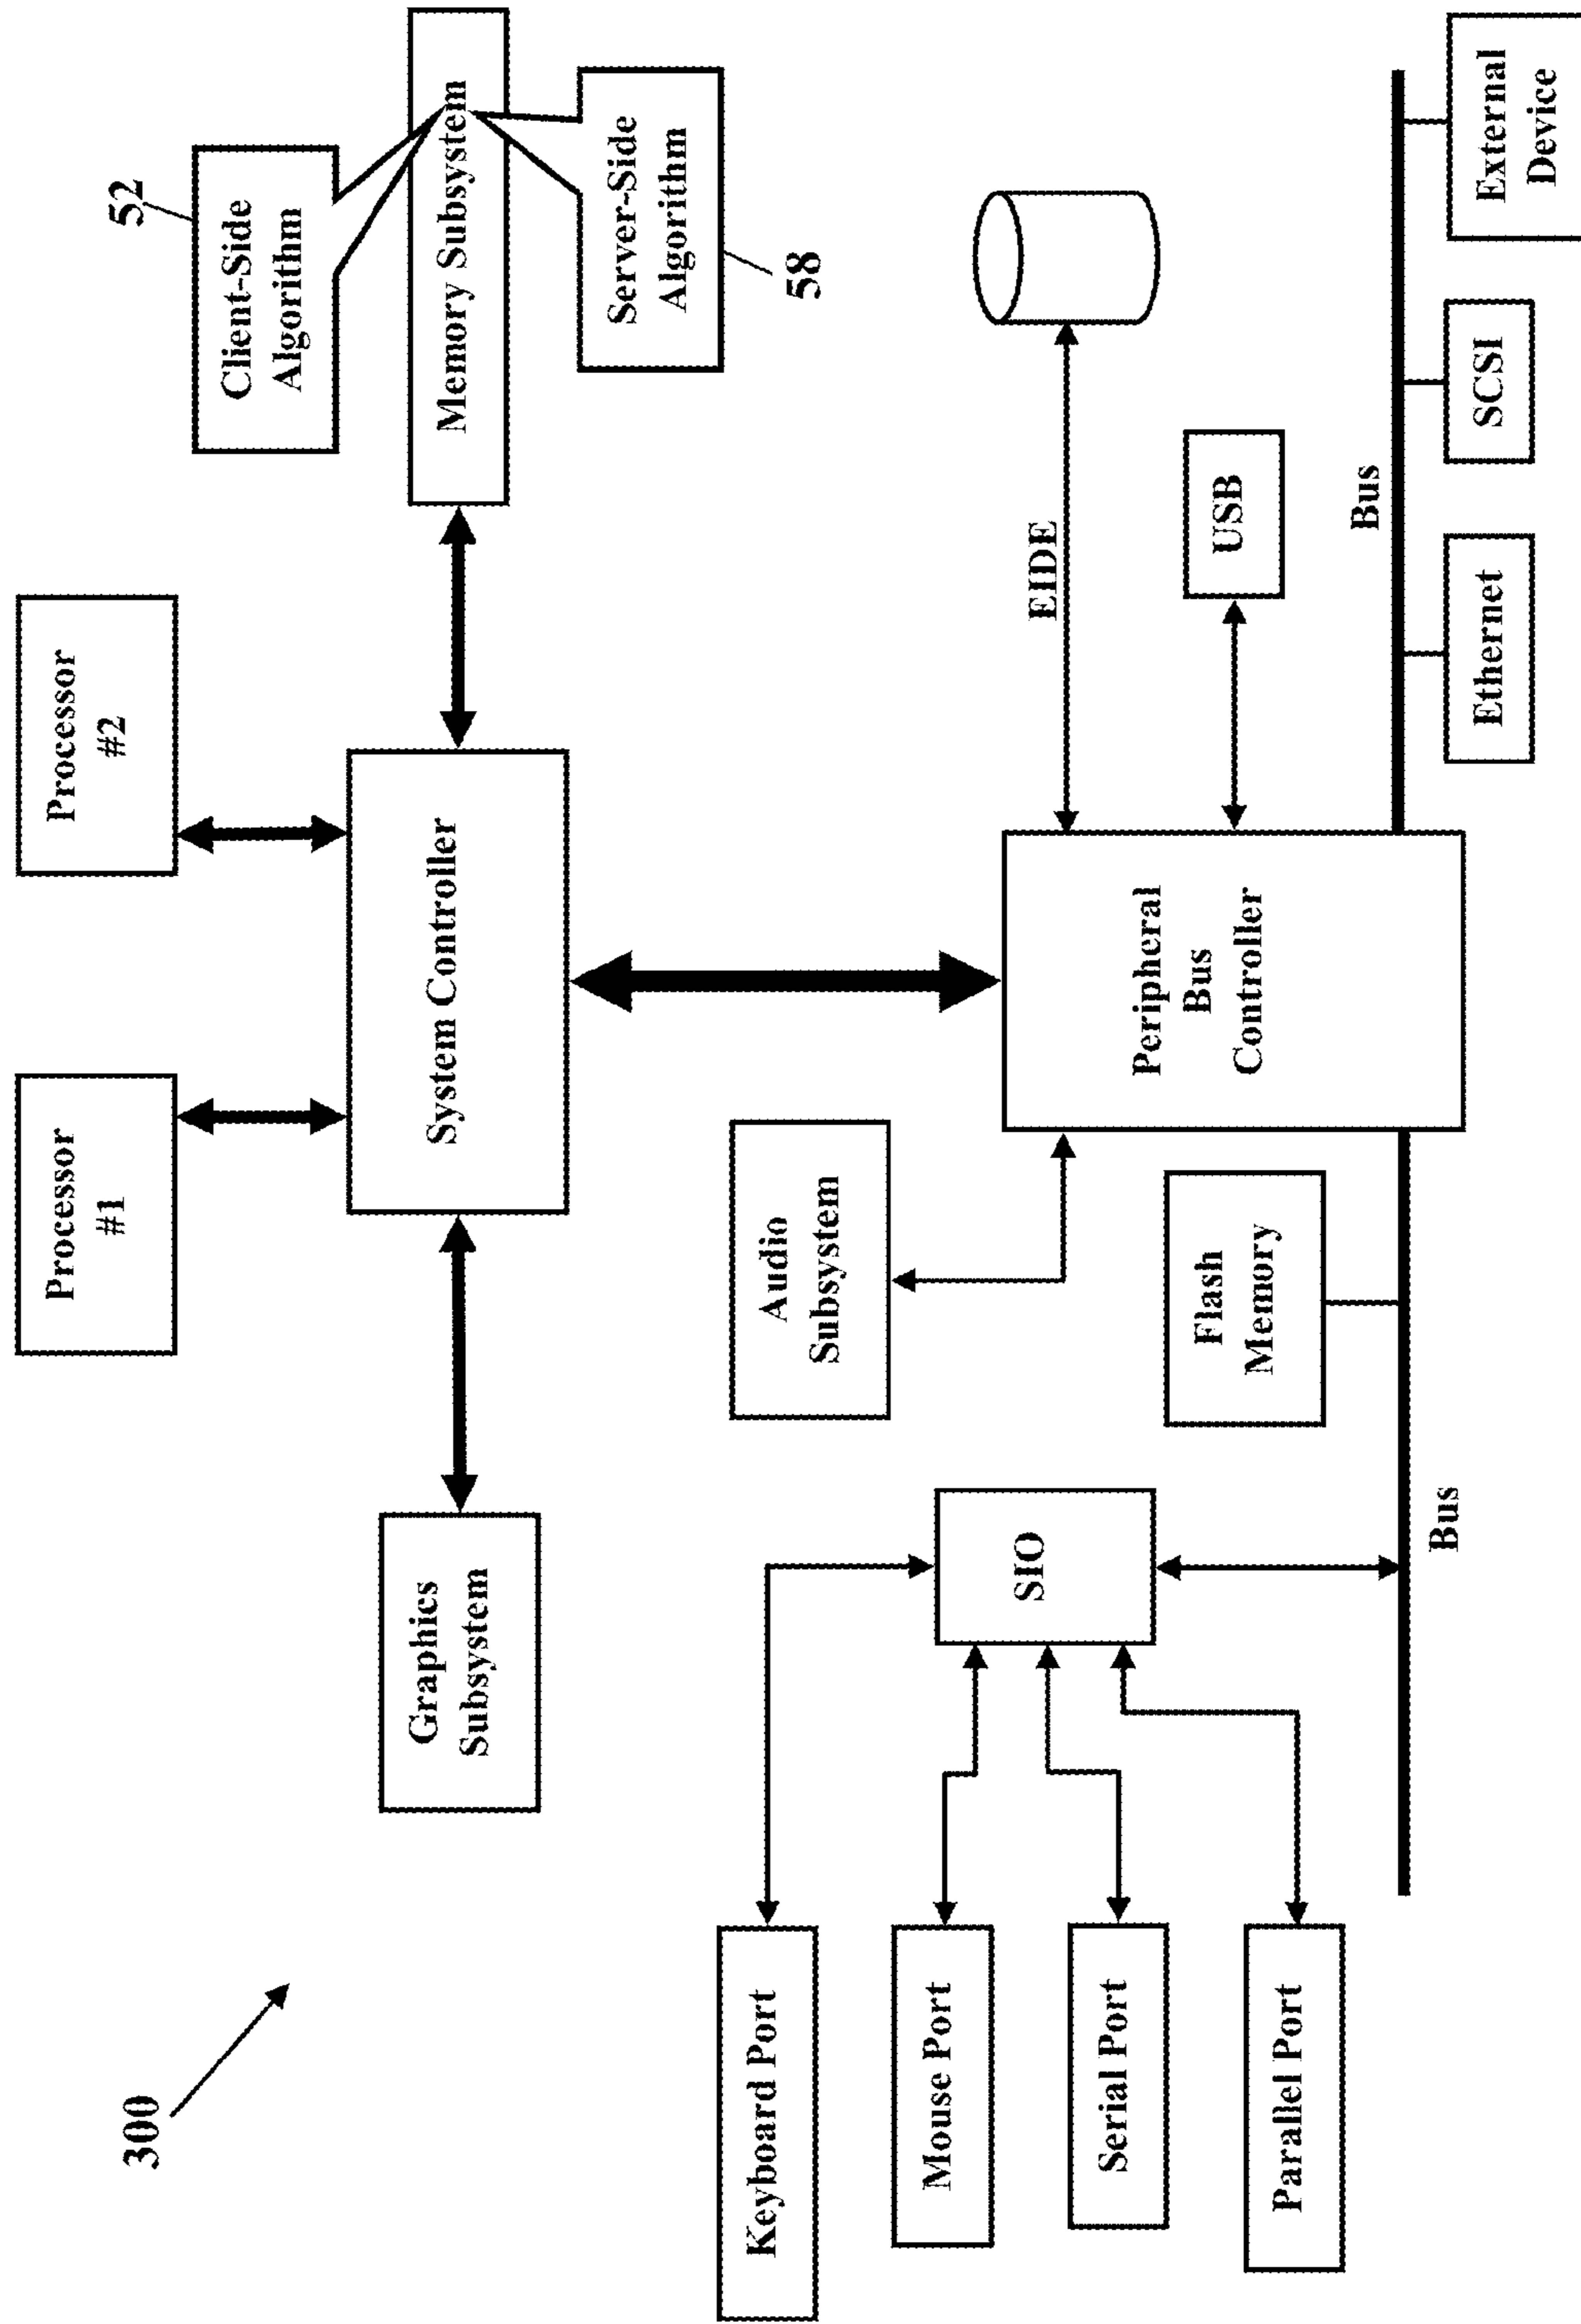 300
Processor
#1
Processor
#2
52
Client-Side
Algorithm
Graphics
Subsystem
System Controller
Memory Subsystem
Server-Side
Algorithm
58
Keyboard Port
Mouse Port
Serial Port
Parallel Port
SIO
Audio
Subsystem
Flash
Memory
Bus
Peripheral
Bus
Controller
EIDE
USB
Bus
Ethernet
SCSI
External
Device